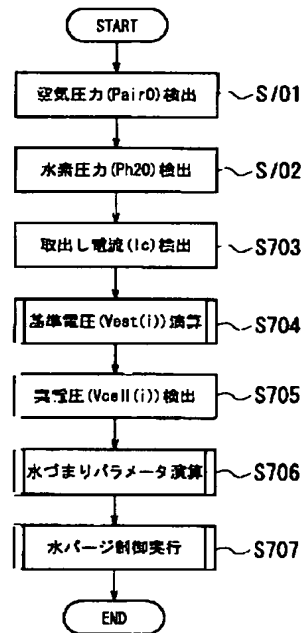 START
空気圧力(Pair0)検出 S/01
水素圧力(Ph20)検出 S/02
取出し電流(Ic)検出 S703
基準電圧(Vest(i))演算 S704
実電圧(Vcell(i))検出 S705
水づまりパラメータ演算 S706
水パージ制御実行 S707
END